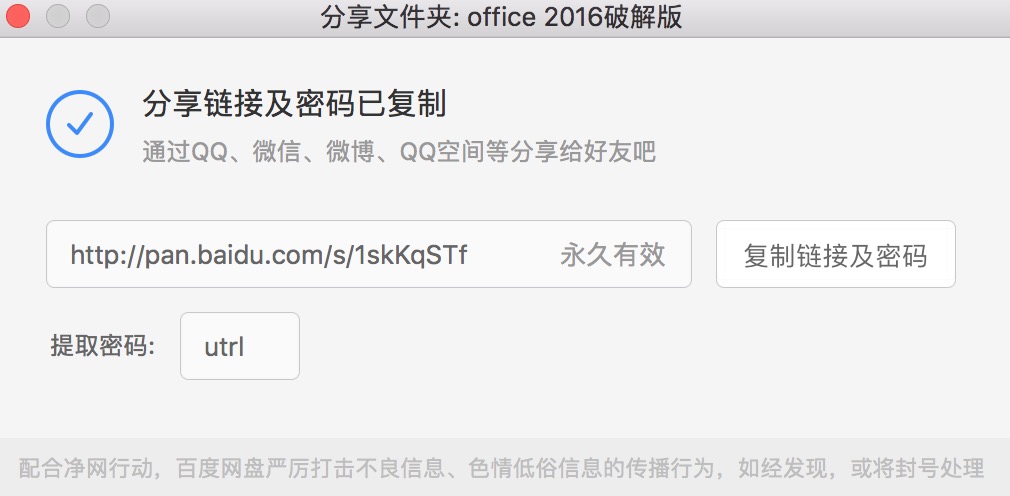 分享文件夹: office 2016破解版
分享链接及密码已复制
通过QQ、微信、微博、QQ空间等分享给好友吧
http://pan.baidu.com/s/1skKqSTf 永久有效 复制链接及密码
提取密码: utrl
配合净网行动，百度网盘严厉打击不良信息、色情低俗信息的传播行为，如经发现，或将封号处理